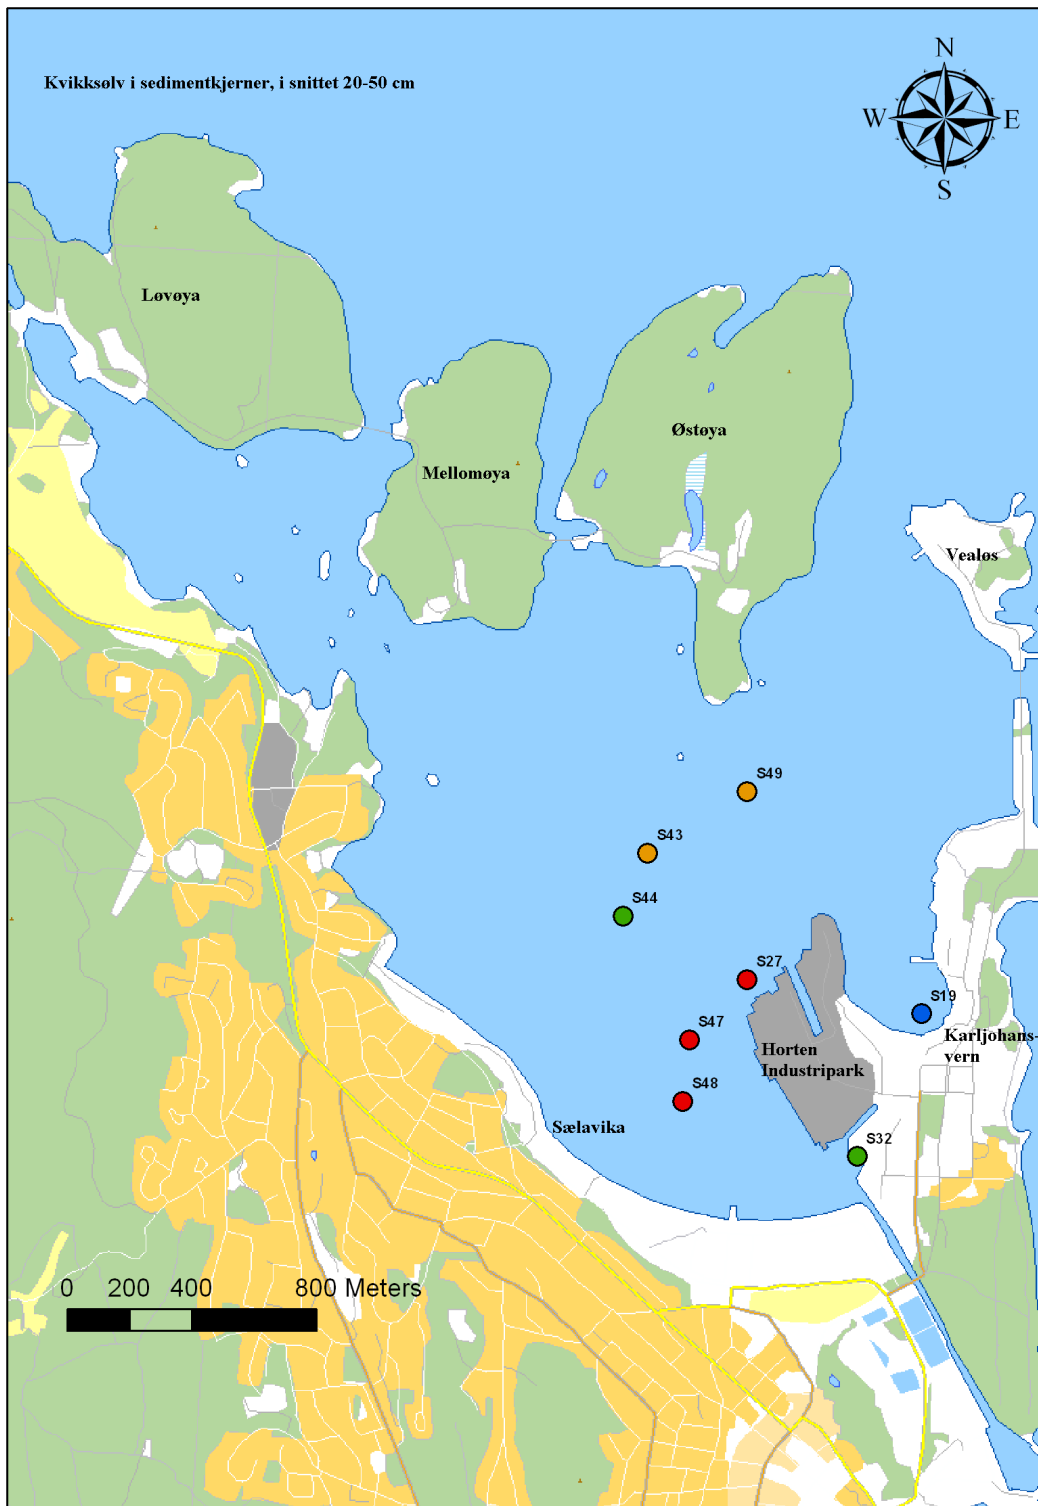 Kvikksølv i sedimentkjerner, i snittet 20-50 cm
N
W E
S
Løvøya
Østøya
Mellomøya
Vealøs
S49
S43
S44
S27
S19
S47
Karljohans-
vern
Horten
Industripark
S48
Sælavika
S32
0 200 400 800 Meters